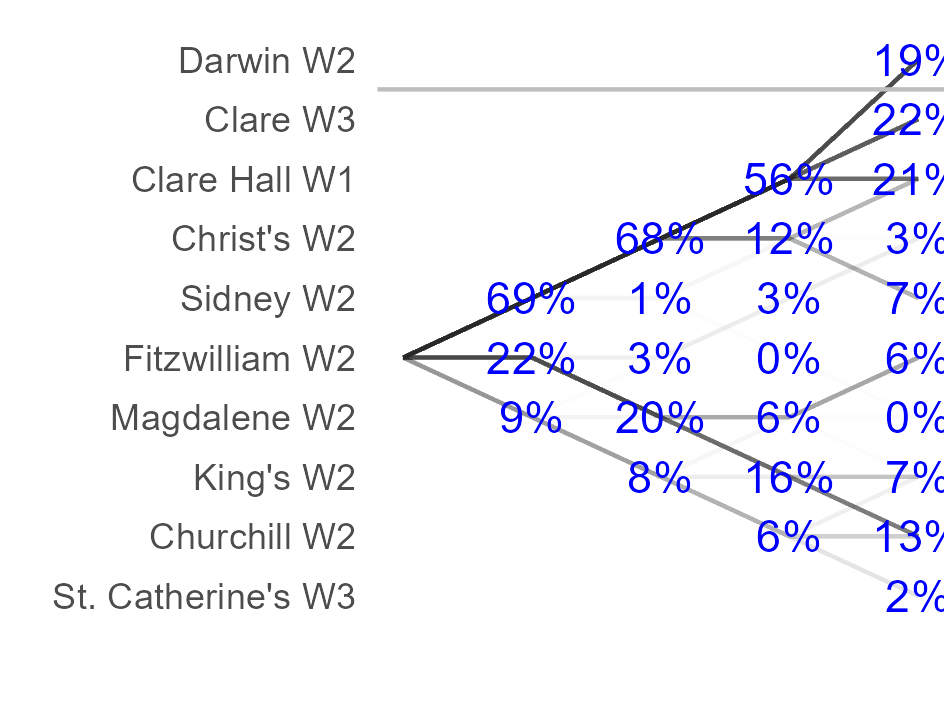 Darwin W2 19%
Clare W3 22%
Clare Hall W1 56% 21%
Christ's W2 68% 12% 3%
Sidney W2 69% 1% 3% 7%
Fitzwilliam W2 22% 3% 0% 6%
Magdalene W2 9% 20% 6% 0%
King's W2 8% 16% 7%
Churchill W2 6% 13%
St. Catherine's W3 2%